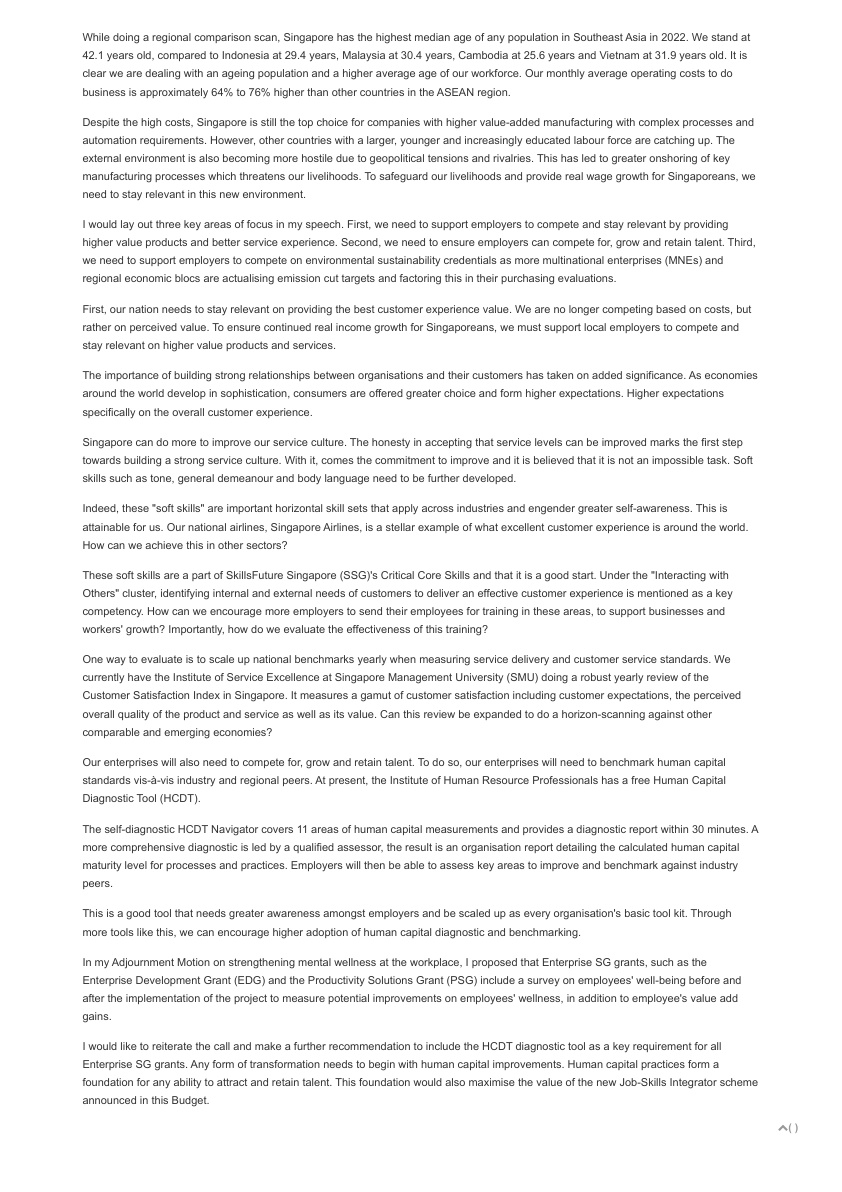 While doing a regional comparison scan, Singapore has the highest median age of any population in Southeast Asia in 2022. We stand at
42.1 years old, compared to Indonesia at 29.4 years, Malaysia at 30.4 years, Cambodia at 25.6 years and Vietnam at 31.9 years old. It is
clear we are dealing with an ageing population and a higher average age of our workforce. Our monthly average operating costs to do
business is approximately 64% to 76% higher than other countries in the ASEAN region.
Despite the high costs, Singapore is still the top choice for companies with higher value-added manufacturing with complex processes and
automation requirements. However, other countries with a larger, younger and increasingly educated labour force are catching up. The
external environment is also becoming more hostile due to geopolitical tensions and rivalries. This has led to greater onshoring of key
manufacturing processes which threatens our livelihoods. To safeguard our livelihoods and provide real wage growth for Singaporeans, we
need to stay relevant in this new environment.
I would lay out three key areas of focus in my speech. First, we need to support employers to compete and stay relevant by providing
higher value products and better service experience. Second, we need to ensure employers can compete for, grow and retain talent. Third,
we need to support employers to compete on environmental sustainability credentials as more multinational enterprises (MNEs) and
regional economic blocs are actualising emission cut targets and factoring this in their purchasing evaluations.
First, our nation needs to stay relevant on providing the best customer experience value. We are no longer competing based on costs, but
rather on perceived value. To ensure continued real income growth for Singaporeans, we must support local employers to compete and
stay relevant on higher value products and services.
The importance of building strong relationships between organisations and their customers has taken on added significance. As economies
around the world develop in sophistication, consumers are offered greater choice and form higher expectations. Higher expectations
specifically on the overall customer experience.
Singapore can do more to improve our service culture. The honesty in accepting that service levels can be improved marks the first step
towards building a strong service culture. With it, comes the commitment to improve and it is believed that it is not an impossible task. Soft
skills such as tone, general demeanour and body language need to be further developed.
Indeed, these "soft skills" are important horizontal skill sets that apply across industries and engender greater self-awareness. This is
attainable for us. Our national airlines, Singapore Airlines, is a stellar example of what excellent customer experience is around the world.
How can we achieve this in other sectors?
These soft skills are a part of SkillsFuture Singapore (SSG)'s Critical Core Skills and that it is a good start. Under the "Interacting with
Others" cluster, identifying internal and external needs of customers to deliver an effective customer experience is mentioned as a key
competency. How can we encourage more employers to send their employees for training in these areas, to support businesses and
workers' growth? Importantly, how do we evaluate the effectiveness of this training?
One way to evaluate is to scale up national benchmarks yearly when measuring service delivery and customer service standards. We
currently have the Institute of Service Excellence at Singapore Management University (SMU) doing a robust yearly review of the
Customer Satisfaction Index in Singapore. It measures a gamut of customer satisfaction including customer expectations, the perceived
overall quality of the product and service as well as its value. Can this review be expanded to do a horizon-scanning against other
comparable and emerging economies?
Our enterprises will also need to compete for, grow and retain talent. To do so, our enterprises will need to benchmark human capital
standards vis-à-vis industry and regional peers. At present, the Institute of Human Resource Professionals has a free Human Capital
Diagnostic Tool (HCDT).
The self-diagnostic HCDT Navigator covers 11 areas of human capital measurements and provides a diagnostic report within 30 minutes. A
more comprehensive diagnostic is led by a qualified assessor, the result is an organisation report detailing the calculated human capital
maturity level for processes and practices. Employers will then be able to assess key areas to improve and benchmark against industry
peers.
This is a good tool that needs greater awareness amongst employers and be scaled up as every organisation's basic tool kit. Through
more tools like this, we can encourage higher adoption of human capital diagnostic and benchmarking.
In my Adjournment Motion on strengthening mental wellness at the workplace, I proposed that Enterprise SG grants, such as the
Enterprise Development Grant (EDG) and the Productivity Solutions Grant (PSG) include a survey on employees' well-being before and
after the implementation of the project to measure potential improvements on employees' wellness, in addition to employee's value add
gains.
I would like to reiterate the call and make a further recommendation to include the HCDT diagnostic tool as a key requirement for all
Enterprise SG grants. Any form of transformation needs to begin with human capital improvements. Human capital practices form a
foundation for any ability to attract and retain talent. This foundation would also maximise the value of the new Job-Skills Integrator scheme
announced in this Budget.
( )